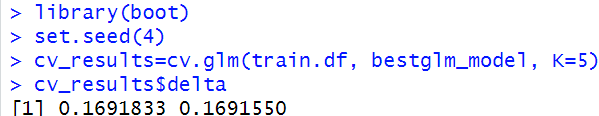 > library(boot)
> set.seed(4)
> cv_results=cv.glm(train.df, bestglm_model, K=5)
> cv_results$delta
[1] 0.1691833 0.1691550